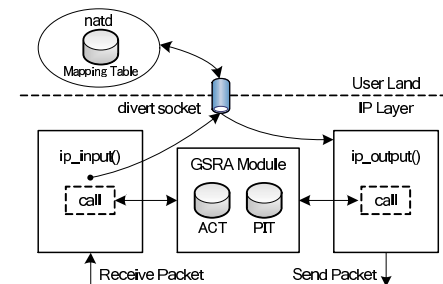 natd
Mapping Table
User Land
divert socket
IP Layer
ip_input()
GSRA Module
ip_output()
call
call
ACT
PIT
Receive Packet
Send Packet